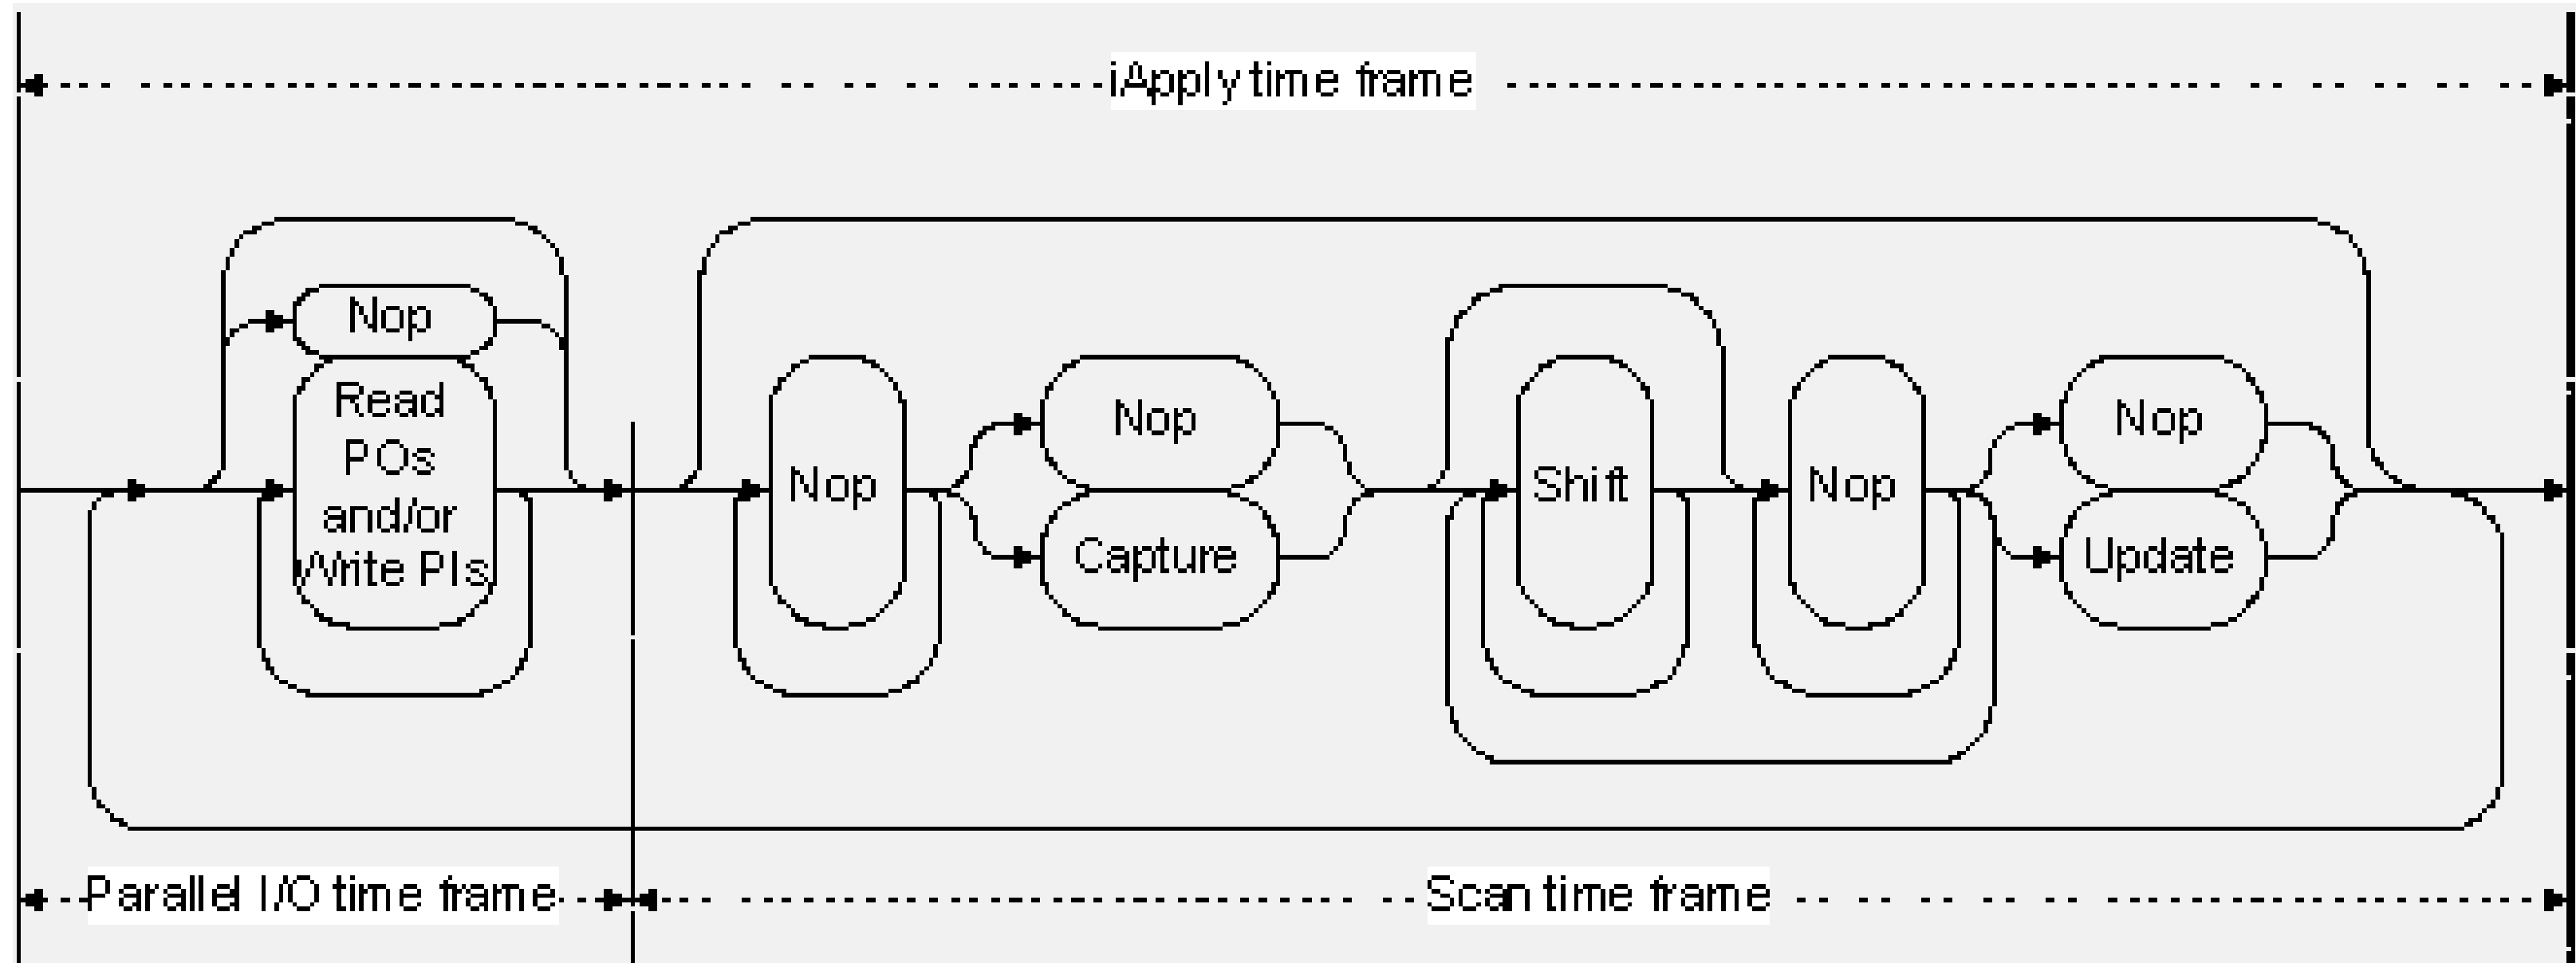 iApply time frame
Nop
Read
POs
and/or
Write PIs
Nop
Nop
Capture
Shift
Nop
Nop
Update
Parallel I/O time frame
Scan time frame